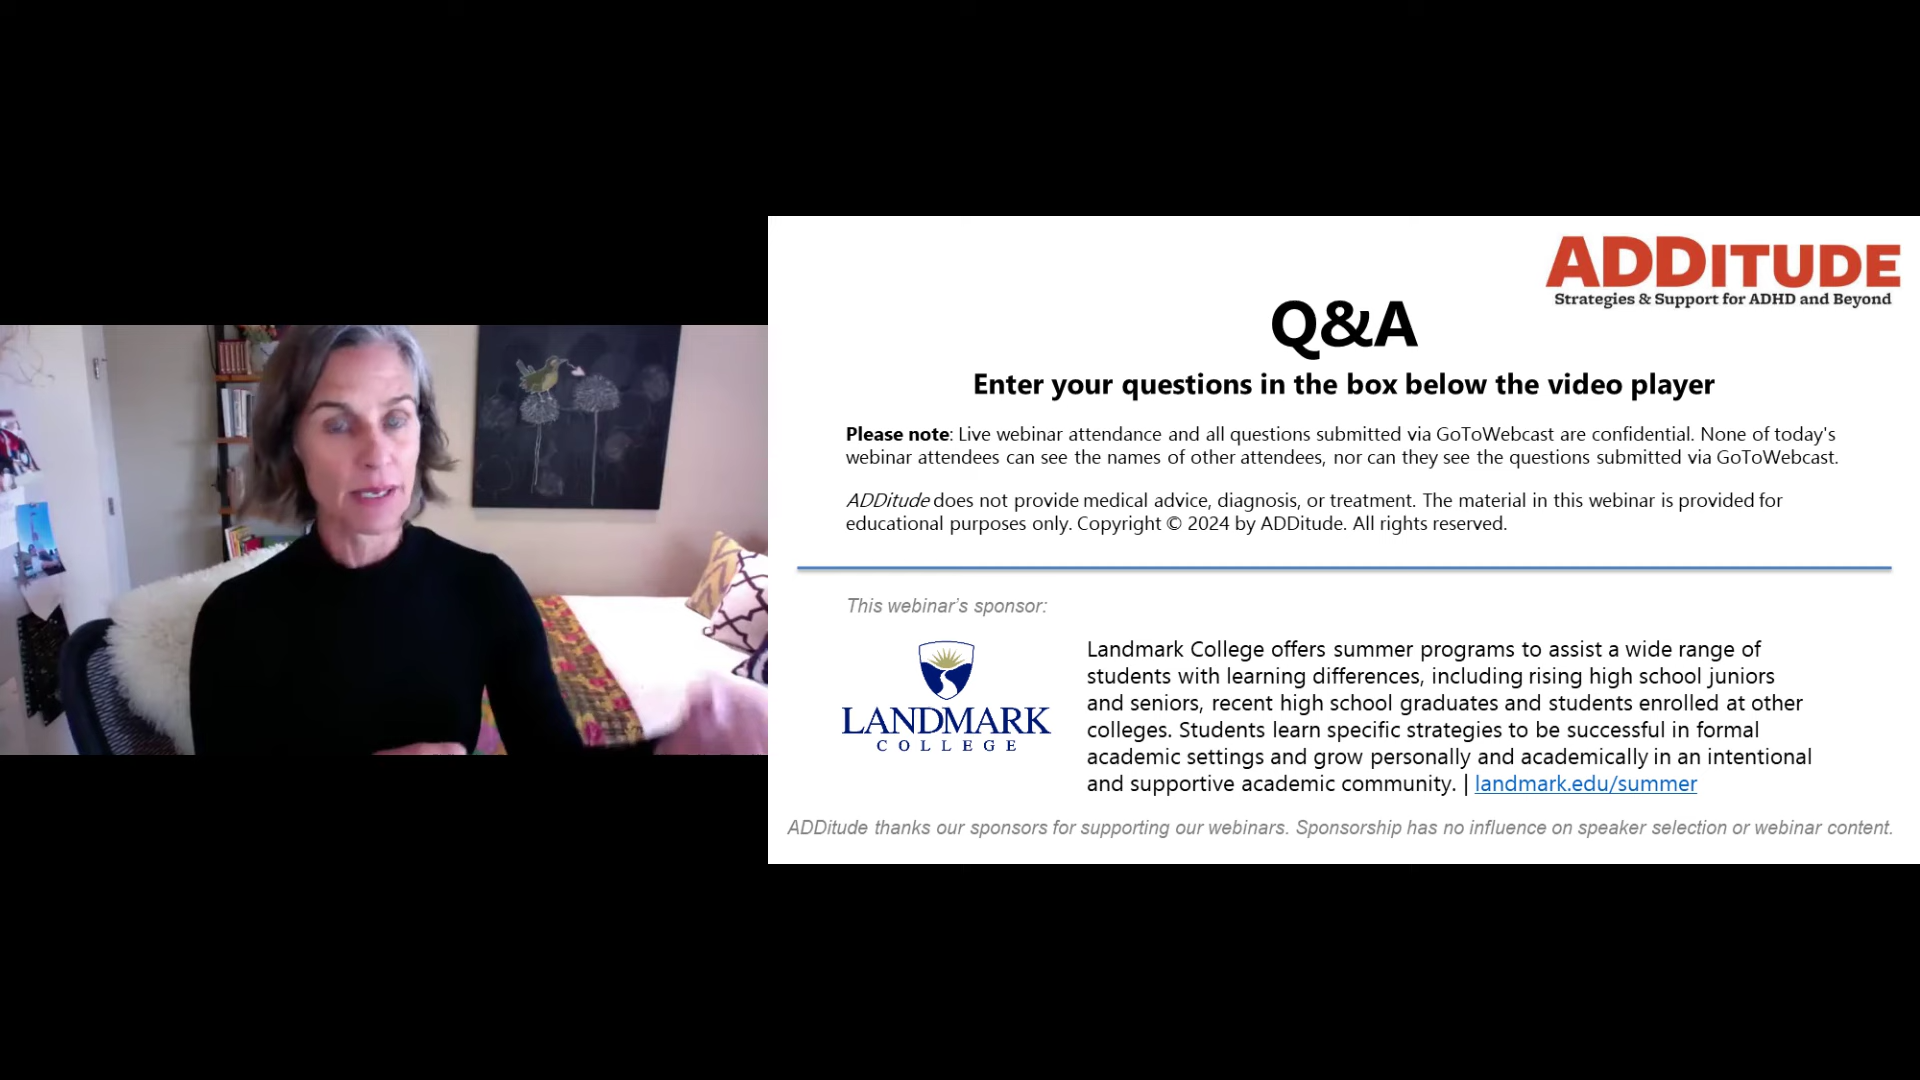 ADDITUDE
Strategies & Support for ADHD and Beyond
Q&A
Enter your questions in the box below the video player
Please note: Live webinar attendance and all questions submitted via GoToWebcast are confidential. None of today's
webinar attendees can see the names of other attendees, nor can they see the questions submitted via GoToWebcast.
ADDitude does not provide medical advice, diagnosis, or treatment. The material in this webinar is provided for
educational purposes only. Copyright © 2024 by ADDitude. All rights reserved.
This webinar's sponsor:
LANDMARK
COLLEGE
Landmark College offers summer programs to assist a wide range of
students with learning differences, including rising high school juniors
and seniors, recent high school graduates and students enrolled at other
colleges. Students learn specific strategies to be successful in formal
academic settings and grow personally and academically in an intentional
and supportive academic community. | landmark.edu/summer
ADDitude thanks our sponsors for supporting our webinars. Sponsorship has no influence on speaker selection or webinar content.